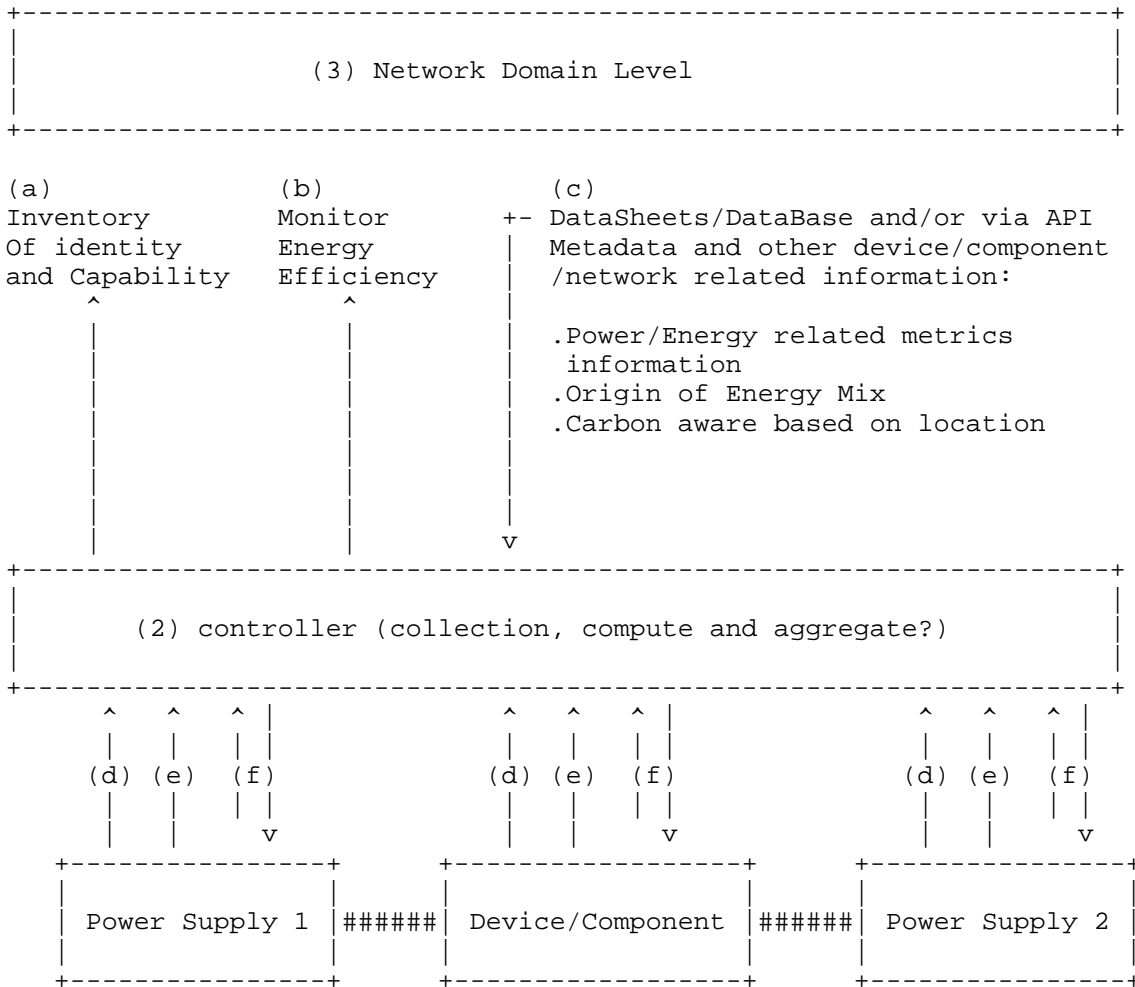 (3) Network Domain Level
(a) (b) (c)
Inventory Monitor +- DataSheets/DataBase and/or via API
Of identity Energy Metadata and other device/component
and Capability Efficiency /network related information:
.Power/Energy related metrics
information
.Origin of Energy Mix
.Carbon aware based on location
v
(2) controller (collection, compute and aggregate?)
(d) (e) (f) (d) (e) (f) (d) (e) (f)
v v v
Power Supply 1 ###### Device/Component ###### Power Supply 2